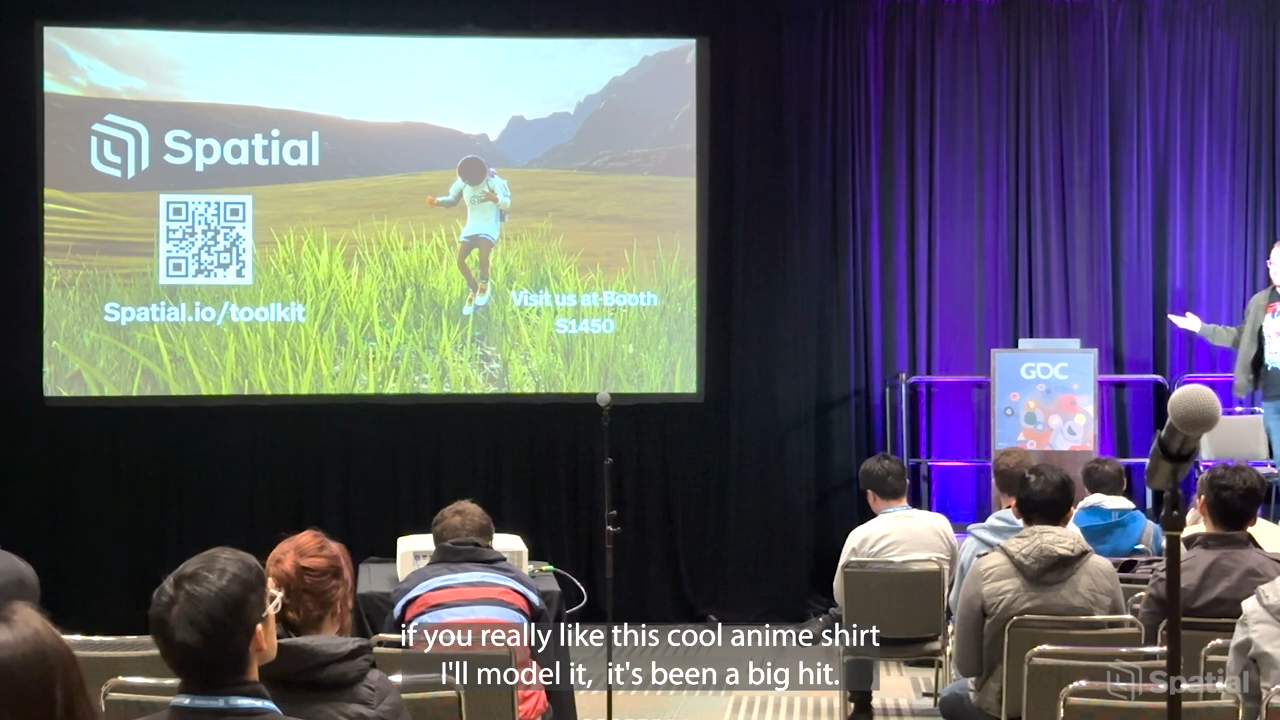 Spatial
Spatial.io/toolkit
Visit us at Booth
S1450
GDC
if you really like this cool anime shirt
I'll model it, it's been a big hit.
Spatial